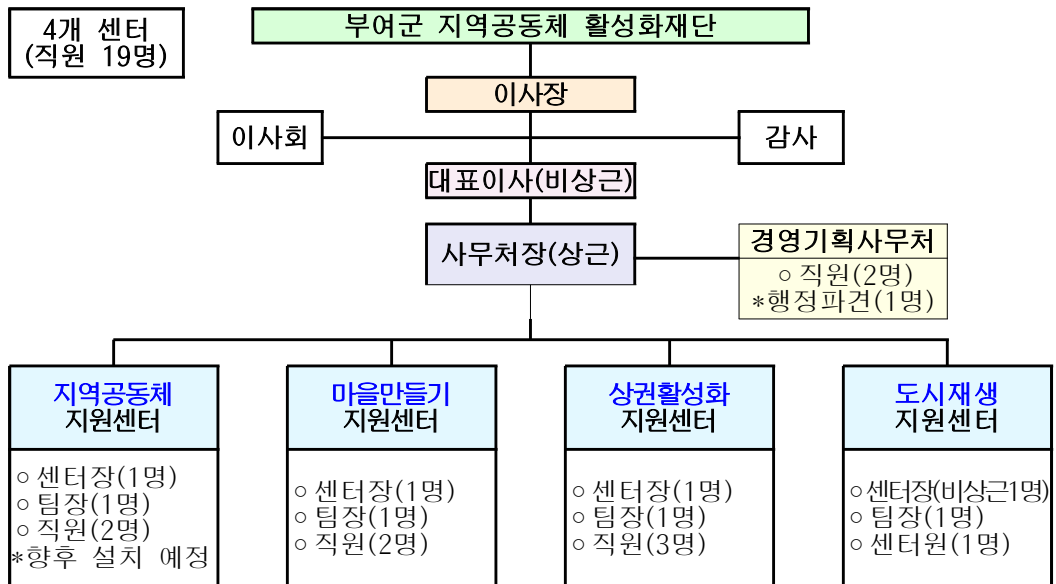 4개 센터
(직원 19명)
부여군 지역공동체 활성화재단
이사장
이사회
감사
대표이사(비상근)
사무처장(상근)
경영기획사무처
○ 직원(2명)
*행정파견(1명)
지역공동체
지원센터
○ 센터장(1명)
○ 팀장(1명)
○ 직원(2명)
*향후 설치 예정
마을만들기
지원센터
○ 센터장(1명)
○ 팀장(1명)
○ 직원(2명)
상권활성화
지원센터
○ 센터장(1명)
○ 팀장(1명)
○ 직원(3명)
도시재생
지원센터
○ 센터장(비상근1명)
○ 팀장(1명)
○ 센터원(1명)